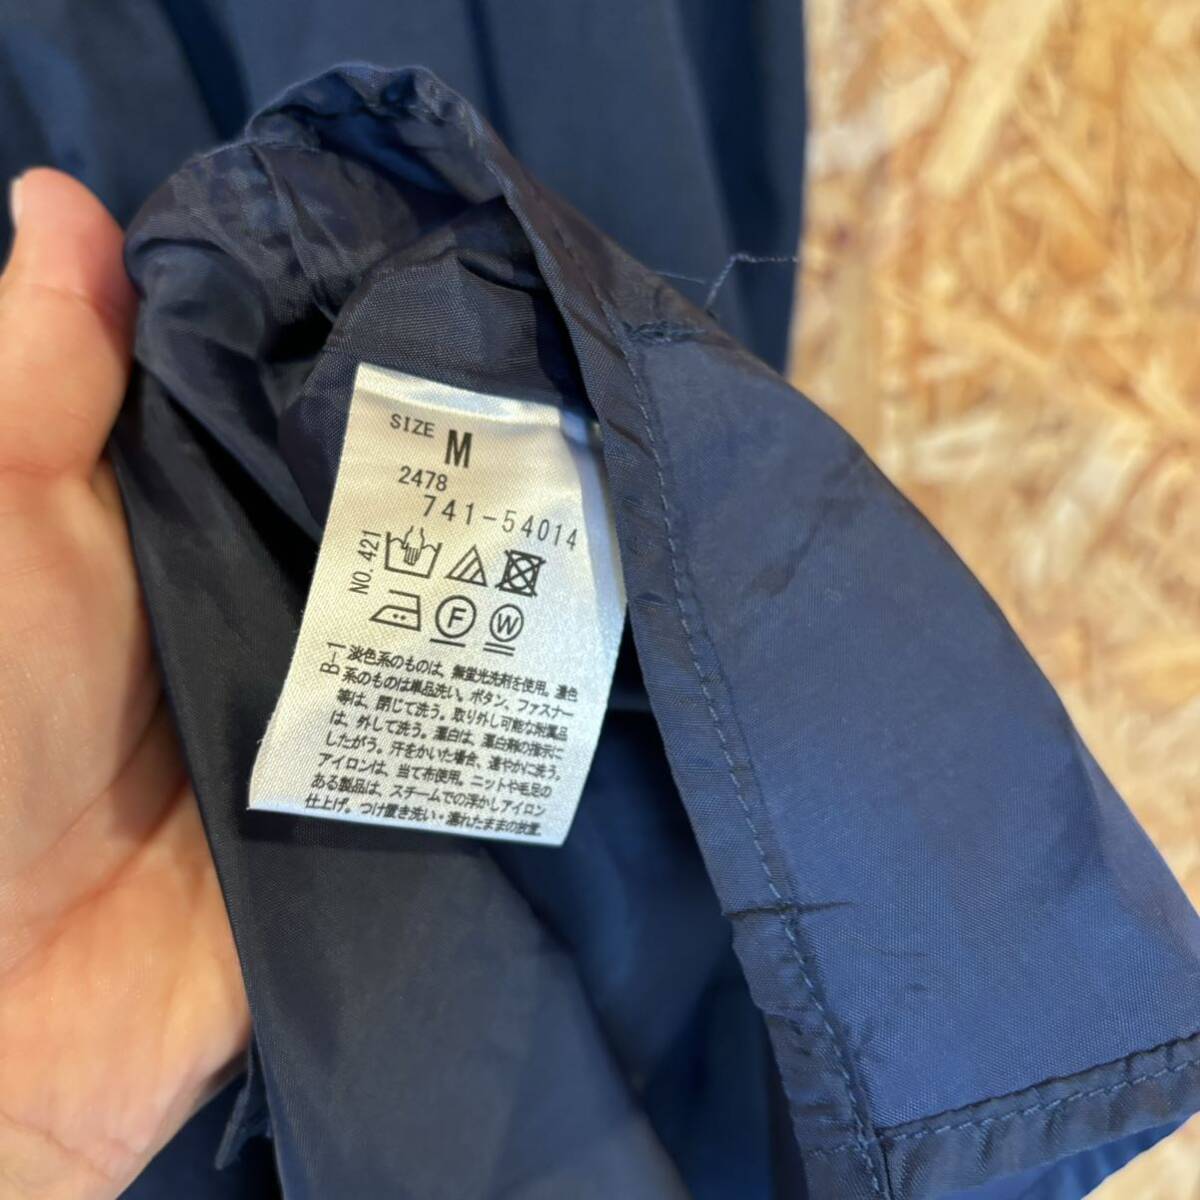 SIZE M
2478
741-54014
NO. 421
F W
B-1
淡色系のものは、無蛍光洗剤を使用。濃色
系のものは単品洗い。ボタン、ファスナー
等は、閉じて洗う。取り外し可能な附属品
は、外して洗う。漂白は、漂白剤の指示に
したがう。汗をかいた場合、速やかに洗う。
アイロンは、当て布使用。ニットや毛足の
ある製品は、スチームでの浮かしアイロン
仕上げ。つけ置き洗い・濡れたままの放置